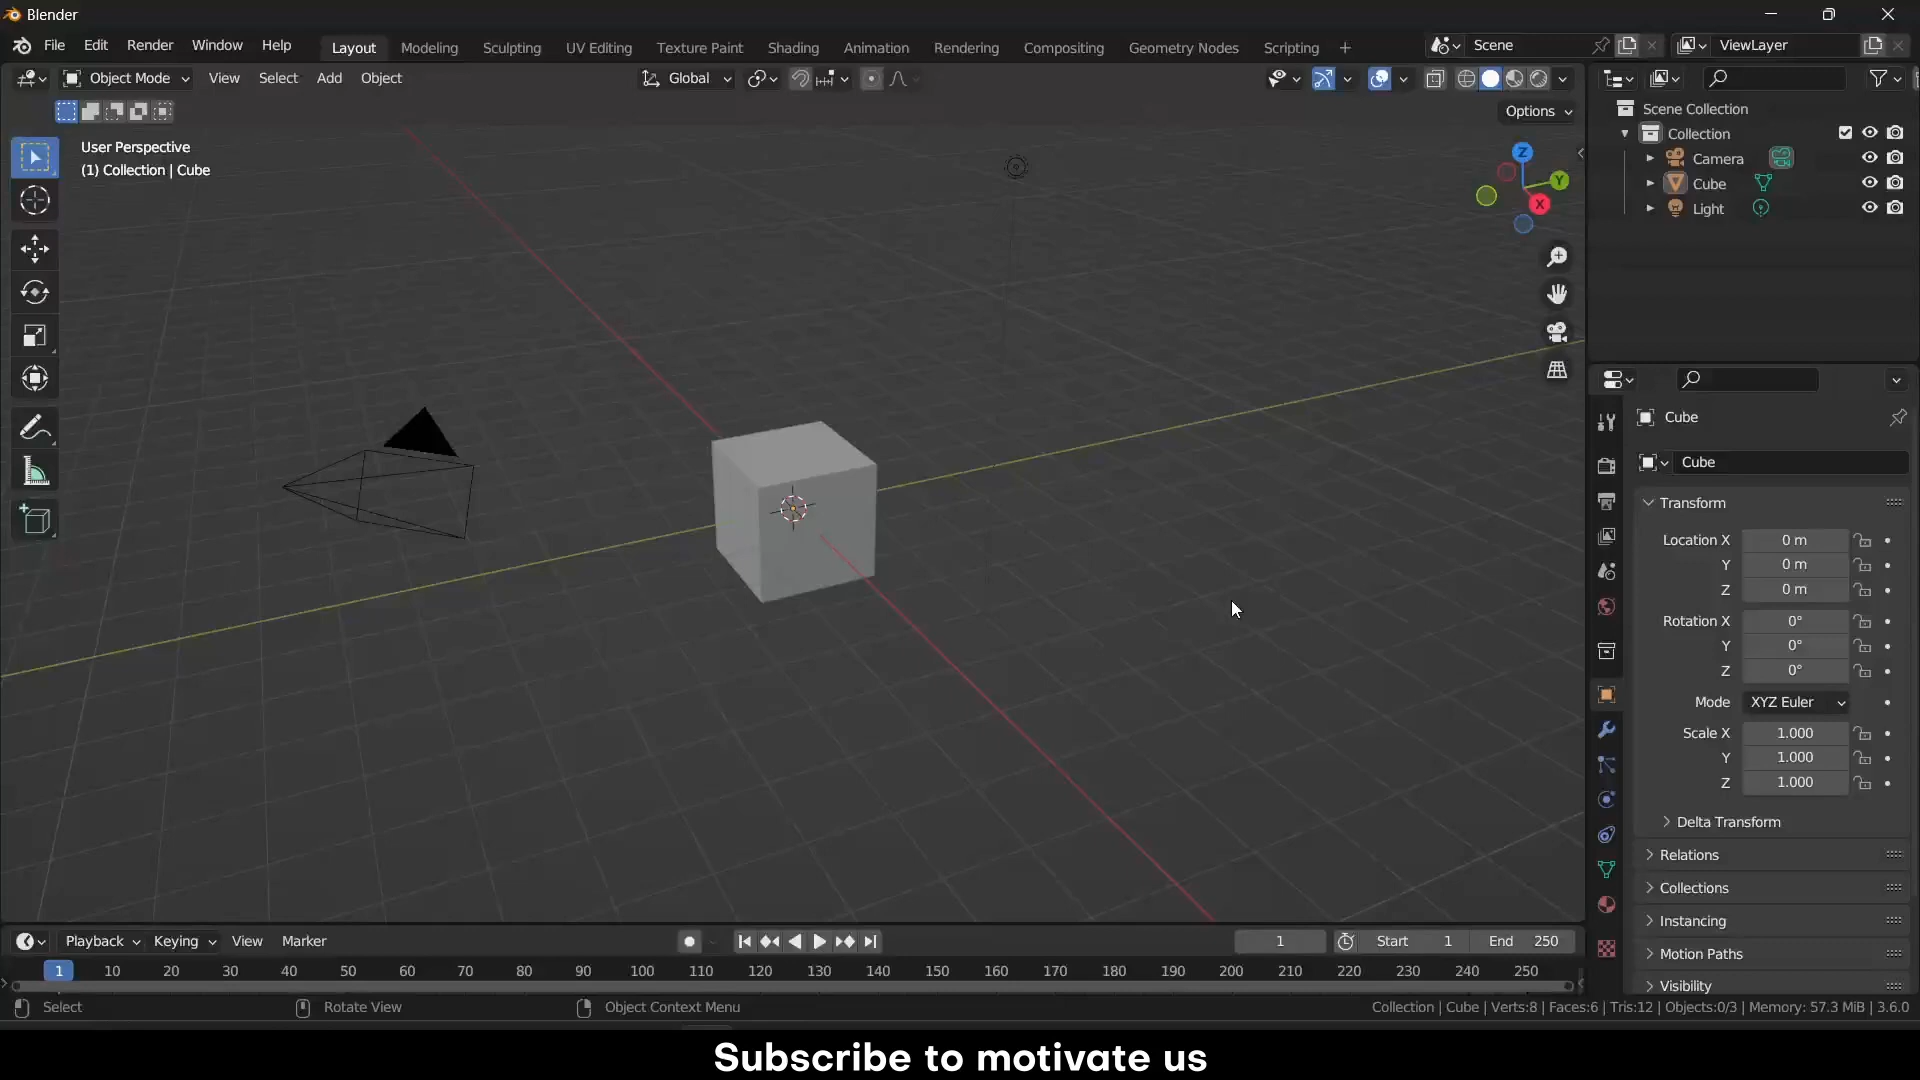 Blender
File Edit Render Window Help Layout Modeling Sculpting UV Editing Texture Paint Shading Animation Rendering Compositing Geometry Nodes Scripting + Scene ViewLayer
Object Mode View Select Add Object Global
Options
User Perspective
(1) Collection | Cube
Z
Y
X
Scene Collection
Collection
Camera
Cube
Light
Cube
Cube
Transform
Location X 0 m
Y 0 m
Z 0 m
Rotation X 0°
Y 0°
Z 0°
Mode XYZ Euler
Scale X 1.000
Y 1.000
Z 1.000
Delta Transform
Relations
Collections
Instancing
Motion Paths
Visibility
Playback Keying View Marker 1 Start 1 End 250
1 10 20 30 40 50 60 70 80 90 100 110 120 130 140 150 160 170 180 190 200 210 220 230 240 250
Select Rotate View Object Context Menu Collection | Cube | Verts:8 | Faces:6 | Tris:12 | Objects:0/3 | Memory: 57.3 MiB | 3.6.0
Subscribe to motivate us